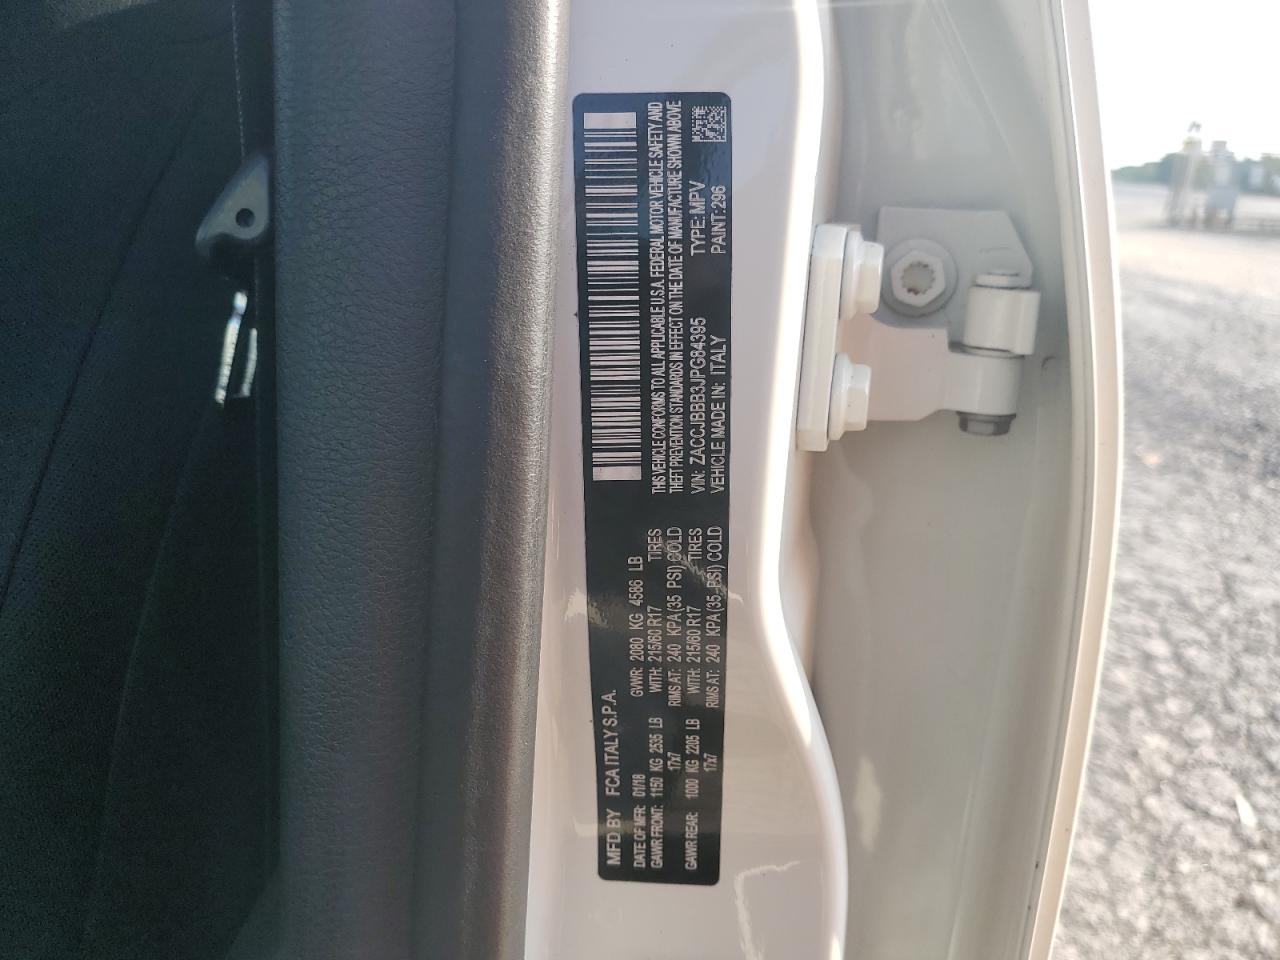 MFD BY FCA ITALY S.P.A.
DATE OF MFR: 01/18 GWWR: 2080 KG 4586 LB
GAWR FRONT: 1150 KG 2535 LB WITH: 215/60 R17 TIRES
17x7 RIMS AT: 240 KPA (35 PSI) COLD
GAWR REAR: 1000 KG 2205 LB WITH: 215/60 R17 TIRES
17x7 RIMS AT: 240 KPA (35 PSI) COLD
THIS VEHICLE CONFORMS TO ALL APPLICABLE U.S.A. FEDERAL MOTOR VEHICLE SAFETY AND
THEFT PREVENTION STANDARDS IN EFFECT ON THE DATE OF MANUFACTURE SHOWN ABOVE
VIN: ZACCJBBB3JPG84395 TYPE: MPV
VEHICLE MADE IN: ITALY PAINT: 296